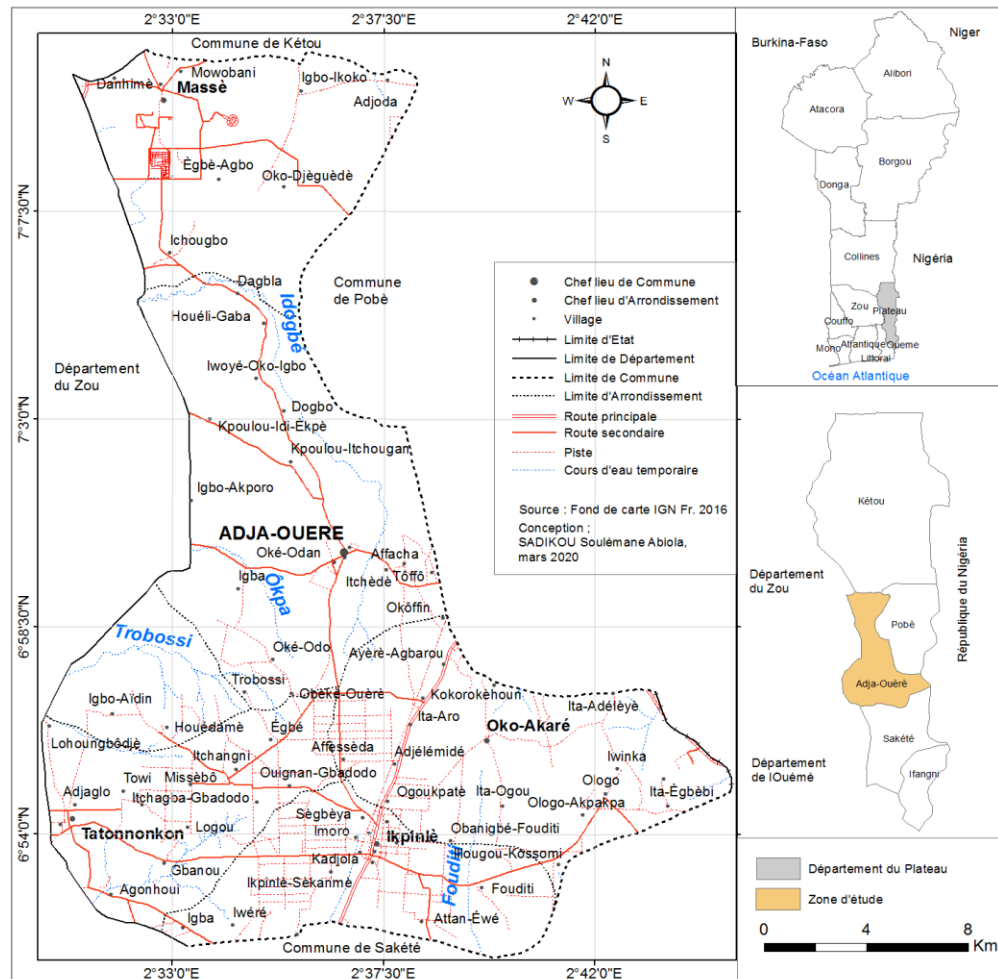 2°33'0"E
2°37'30"E
2°42'0"E
Commune de Kétou
Mowobani
Danhimè
Massè
Igbo-Ikoko
Adjoda
N
W
E
S
Ègbè-Agbo
Oko-Djèguèdè
7°7'30"N
Ichougbo
Dagbla
Idogbe
Commune
de Pobè
Houéli-Gaba
Iwoyé-Oko-Igbo
Département
du Zou
Dogbo
7°3'0"N
Kpoulou-Idi-Èkpè
Kpoulou-Itchougan
Igbo-Akporo
ADJA-OUERE
Oké-Odan
Affacha
Itchèdè
Tôffô
Igba
Ôkpa
Okôffin
6°58'30"N
Trobossi
Oké-Odo
Ayèrè-Agbarou
Trobossi
Obèkè-Ouèrè
Kokorokèhoun
Igbo-Aïdin
Ita-Adélèyè
Houèdamè
Ègbé
Ita-Aro
Oko-Akaré
Lohoungbôdjè
Itchangni
Affessèda
Adjélémidé
Iwinka
Towi
Missèbô
Ouignan-Gbadodo
Ologo
Adjaglo
Itchagba-Gbadodo
Ogoukpatè
Ita-Ogou
Ologo-Akpakpa
Ita-Ègbèbi
Sègbèya
6°54'0"N
Tatonnonkon
Logou
Imoro
Ikpinlè
Obanigbé-Fouditi
Gbanou
Kadjola
Illougou-Kossomi
Agonhoui
Ikpinlè-Sèkanmè
Fouditi
Fouditi
Igba
Iwéré
Attan-Éwé
Commune de Sakété
2°33'0"E
2°37'30"E
2°42'0"E
Chef lieu de Commune
Chef lieu d'Arrondissement
Village
Limite d'Etat
Limite de Département
Limite de Commune
Limite d'Arrondissement
Route principale
Route secondaire
Piste
Cours d'eau temporaire
Source : Fond de carte IGN Fr. 2016
Conception ;
SADIKOU Soulémane Abiola,
mars 2020
Niger
Burkina-Faso
Alibori
Atacora
Borgou
Donga
Collines
Nigéria
Zou
Plateau
Couffo
Atlantique
Oueme
Mono
Littoral
Océan Atlantique
Kétou
Département
du Zou
Pobè
République du Nigéria
Adja-Ouèrè
Sakété
Département
de lOuémé
Ifangni
Département du Plateau
Zone d'étude
0
4
8
Km